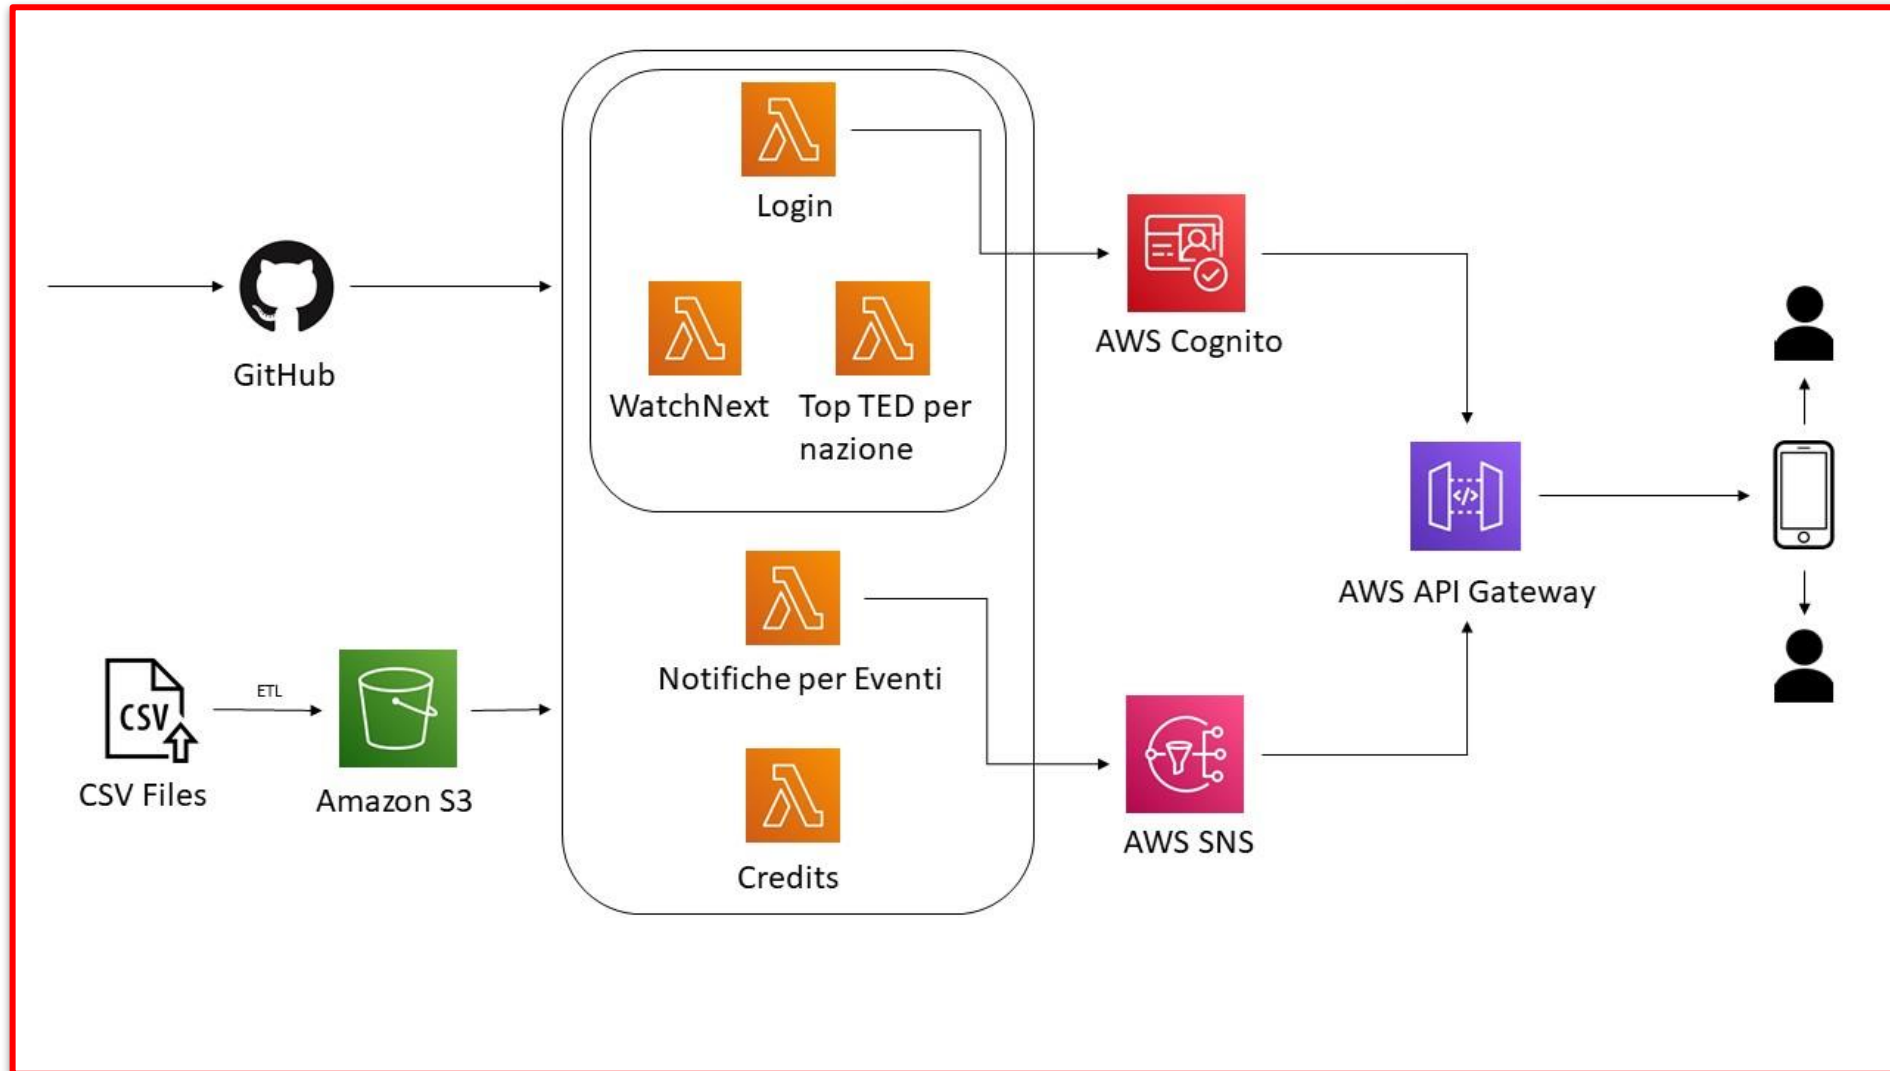 Login
GitHub
WatchNext
Top TED per
nazione
AWS Cognito
</>
AWS API Gateway
Notifiche per Eventi
CSV
ETL
CSV Files
Amazon S3
Credits
AWS SNS